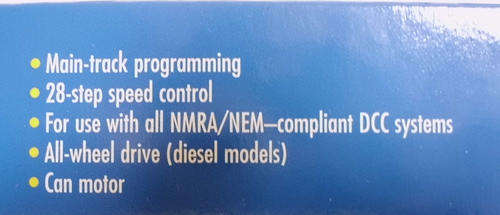 • Main-track programming
• 28-step speed control
• For use with all NMRA/NEM–compliant DCC systems
• All-wheel drive (diesel models)
• Can motor